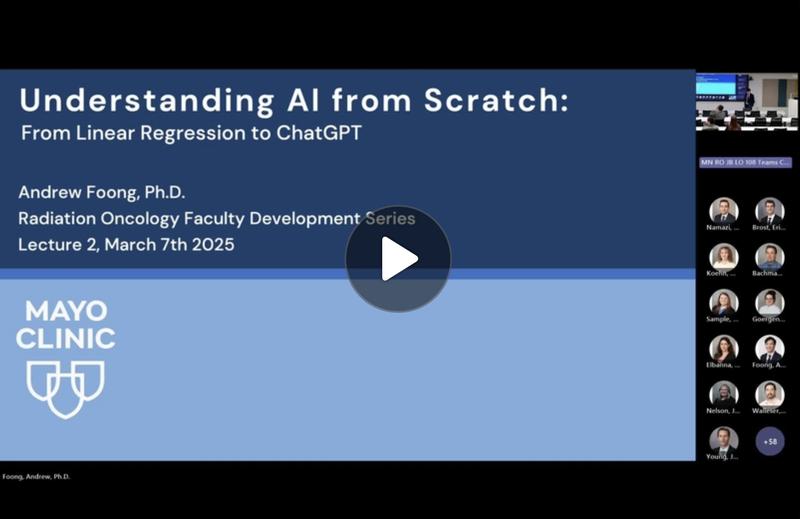 Understanding AI from Scratch:
From Linear Regression to ChatGPT
Andrew Foong, Ph.D.
Radiation Oncology Faculty Development Series
Lecture 2, March 7th 2025
MAYO
CLINIC
MN RO JB LO 108 Teams C...
Namazi, ...
Brost, Eri...
Koehn, ...
Bachma...
Sample, ...
Goergen...
Elbanna, ...
Foong, A...
Nelson, J...
Walleser,...
Young, J...
+58
Foong, Andrew, Ph.D.